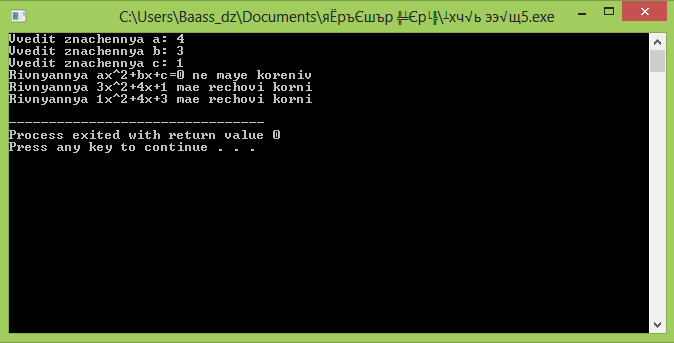 C:\Users\Baass_dz\Documents\яЁръЄшър ╬╧Єр└╢\┴хч√ь ээ√щ5.exe
Vvedit znachennya a: 4
Vvedit znachennya b: 3
Vvedit znachennya c: 1
Rivnyannya ax^2+bx+c=0 ne maye koreniv
Rivnyannya 3x^2+4x+1 mae rechovi korni
Rivnyannya 1x^2+4x+3 mae rechovi korni
--------------------------------
Process exited with return value 0
Press any key to continue . . .